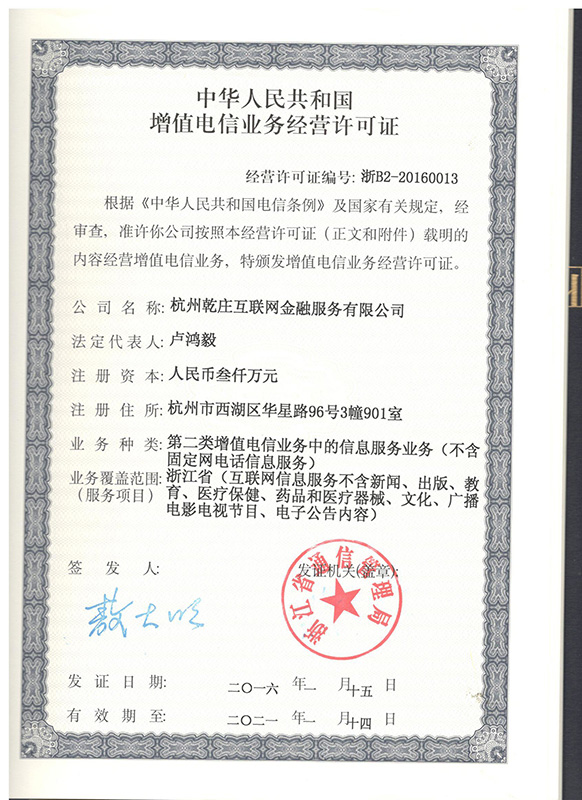 中华人民共和国
增值电信业务经营许可证
经营许可证编号: 浙B2-20160013
根据《中华人民共和国电信条例》及国家有关规定，经
审查，准许你公司按照本经营许可证（正文和附件）载明的
内容经营增值电信业务，特颁发增值电信业务经营许可证。
公司名称: 杭州乾庄互联网金融服务有限公司
法定代表人: 卢鸿毅
注册资本: 人民币叁仟万元
注册住所: 杭州市西湖区华星路96号3幢901室
业务种类: 第二类增值电信业务中的信息服务业务（不含
固定网电话信息服务）
业务覆盖范围: 浙江省（互联网信息服务不含新闻、出版、教
（服务项目） 育、医疗保健、药品和医疗器械、文化、广播
电影电视节目、电子公告内容）
签发人: 发证机关(盖章):
浙江省通信管理局
发证日期: 二〇一六 年 一 月 十五 日
有效期至: 二〇二一 年 一 月 十四 日